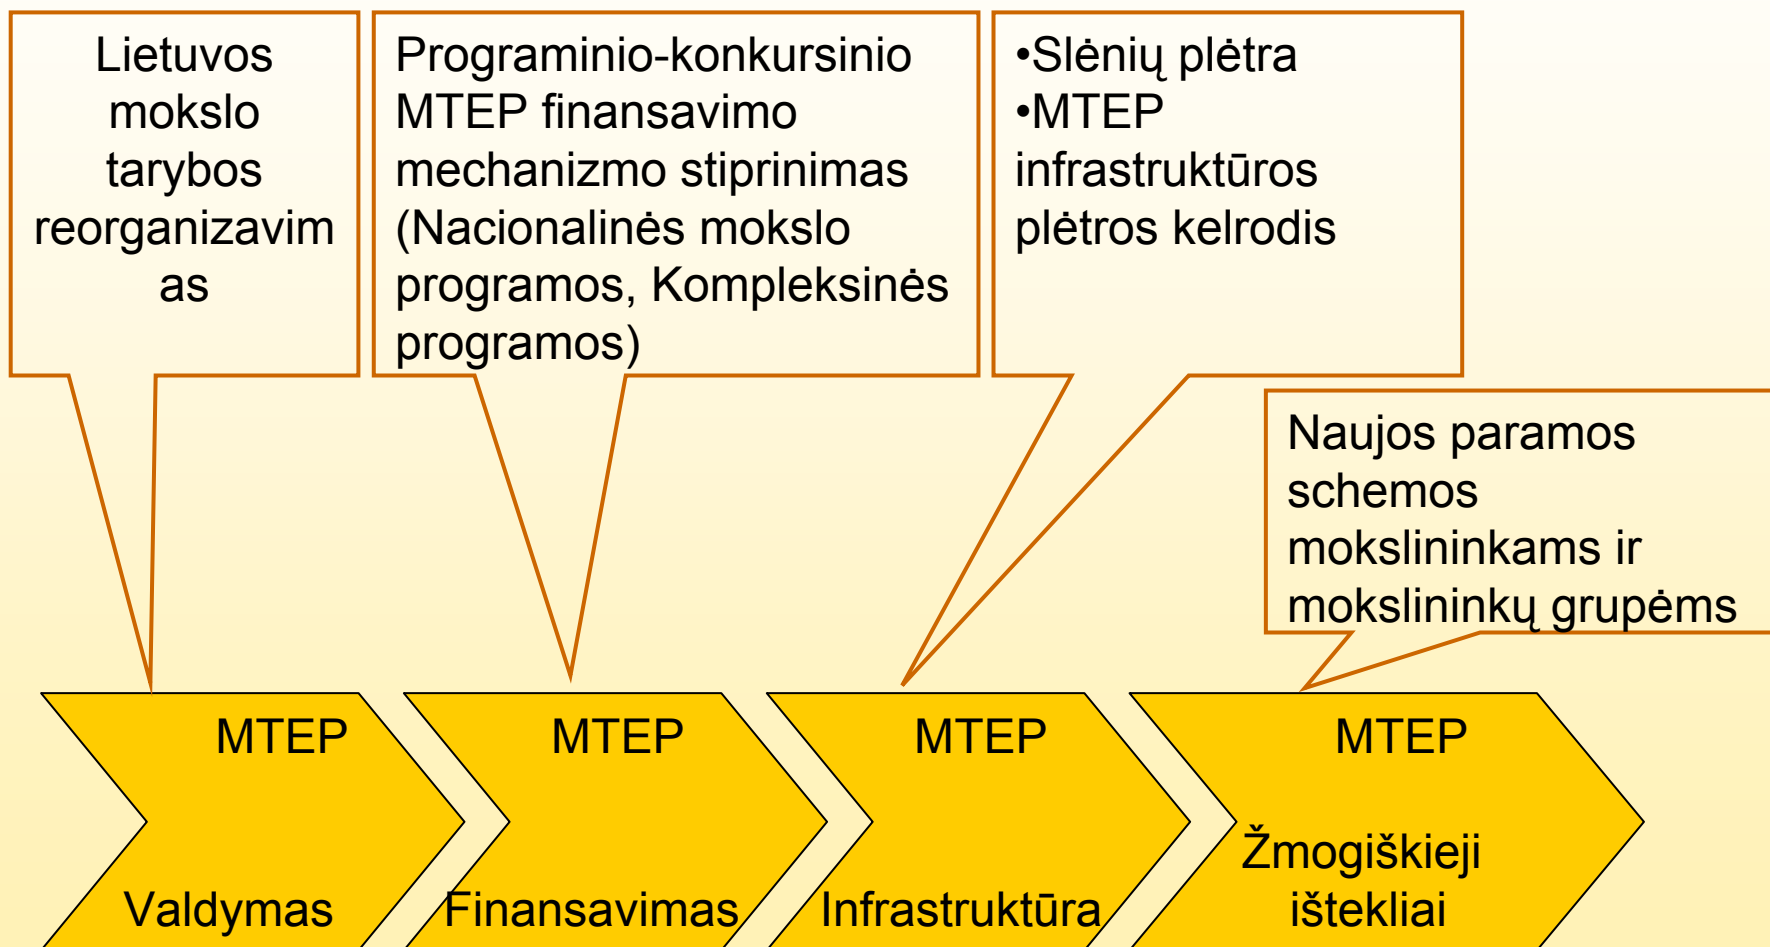 Lietuvos
mokslo
tarybos
reorganizavim
as
Programinio-konkursinio
MTEP finansavimo
mechanizmo stiprinimas
(Nacionalinės mokslo
programos, Kompleksinės
programos)
•Slėnių plėtra
•MTEP
infrastruktūros
plėtros kelrodis
Naujos paramos
schemos
mokslininkams ir
mokslininkų grupėms
MTEP
Valdymas
MTEP
Finansavimas
MTEP
Infrastruktūra
MTEP
Žmogiškieji
ištekliai